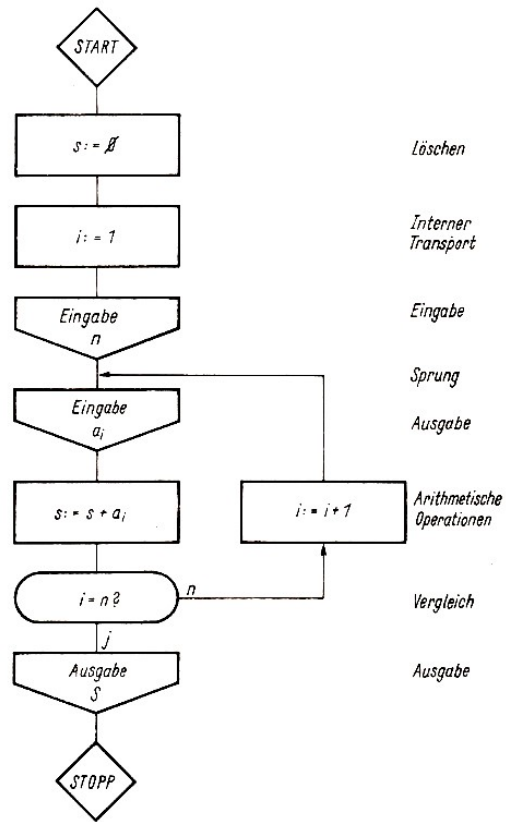 START
s:=Ø
Löschen
i:=1
Interner
Transport
Eingabe
n
Eingabe
Sprung
Eingabe
aᵢ
Ausgabe
s:=s+aᵢ
i:=i+1
Arithmetische
Operationen
i=n?
n
Vergleich
j
Ausgabe
S
Ausgabe
STOPP